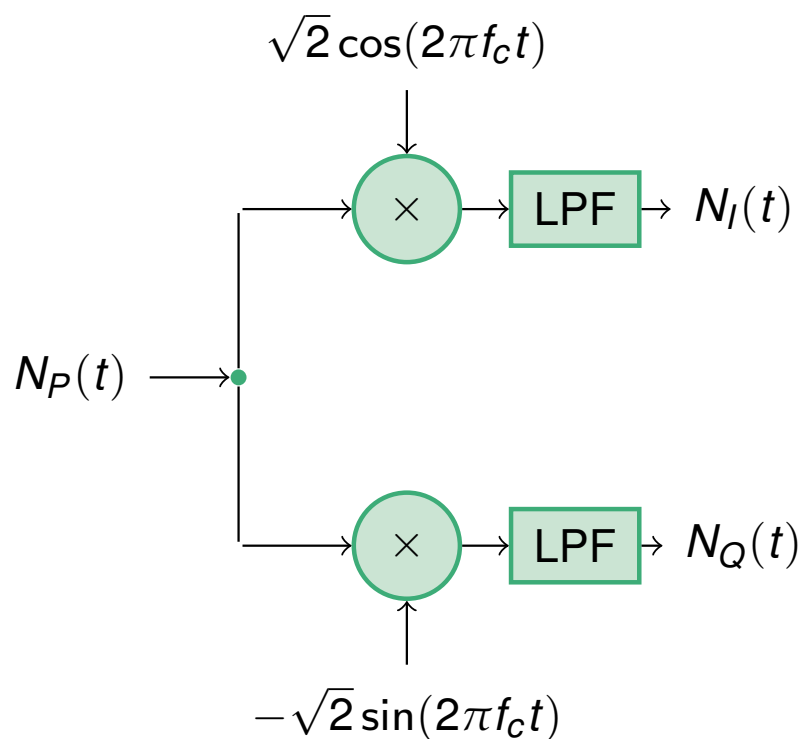 √2 cos(2πf_c t)
× LPF N_I(t)
N_P(t)
× LPF N_Q(t)
−√2 sin(2πf_c t)